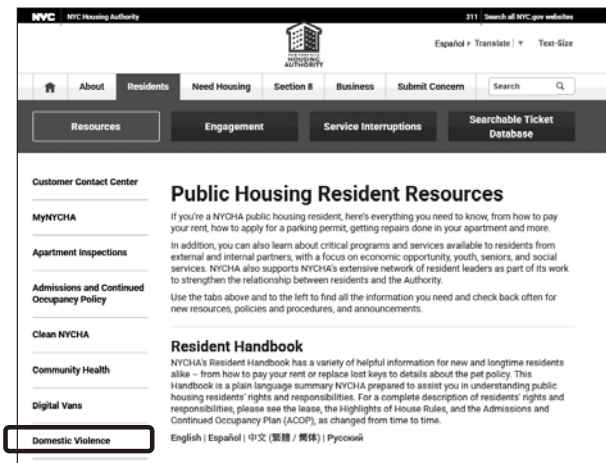 NYC NYC Housing Authority 311 Search all NYC.gov websites
NEW YORK CITY
HOUSING
AUTHORITY
Español Translate | ▼ Text-Size
About Residents Need Housing Section 8 Business Submit Concern Search
Resources Engagement Service Interruptions Searchable Ticket
Database
Customer Contact Center
MyNYCHA
Apartment Inspections
Admissions and Continued
Occupancy Policy
Clean NYCHA
Community Health
Digital Vans
Domestic Violence
Public Housing Resident Resources
If you're a NYCHA public housing resident, here's everything you need to know, from how to pay
your rent, how to apply for a parking permit, getting repairs done in your apartment and more.
In addition, you can also learn about critical programs and services available to residents from
external and internal partners, with a focus on economic opportunity, youth, seniors, and social
services. NYCHA also supports NYCHA's extensive network of resident leaders as part of its work
to strengthen the relationship between residents and the Authority.
Use the tabs above and to the left to find all the information you need and check back often for
new resources, policies and procedures, and announcements.
Resident Handbook
NYCHA's Resident Handbook has a variety of helpful information for new and longtime residents
alike – from how to pay your rent or replace lost keys to details about the pet policy. This
Handbook is a plain language summary NYCHA prepared to assist you in understanding public
housing residents' rights and responsibilities. For a complete description of residents' rights and
responsibilities, please see the lease, the Highlights of House Rules, and the Admissions and
Continued Occupancy Plan (ACOP), as changed from time to time.
English | Español | 中文 (繁體 / 简体) | Русский